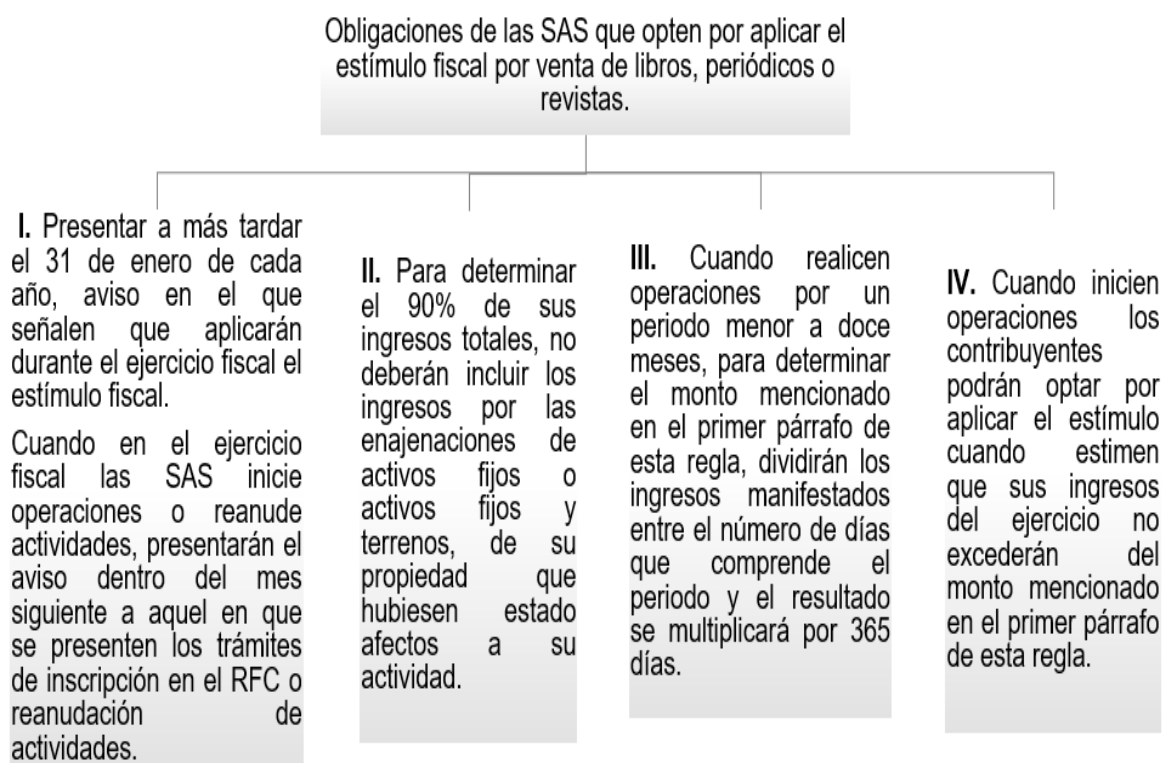 Obligaciones de las SAS que opten por aplicar el
estímulo fiscal por venta de libros, periódicos o
revistas.
I. Presentar a más tardar
el 31 de enero de cada
año, aviso en el que
señalen que aplicarán
durante el ejercicio fiscal el
estímulo fiscal.
Cuando en el ejercicio
fiscal las SAS inicie
operaciones o reanude
actividades, presentarán el
aviso dentro del mes
siguiente a aquel en que
se presenten los trámites
de inscripción en el RFC o
reanudación de
actividades.
II. Para determinar
el 90% de sus
ingresos totales, no
deberán incluir los
ingresos por las
enajenaciones de
activos fijos o
activos fijos y
terrenos, de su
propiedad que
hubiesen estado
afectos a su
actividad.
III. Cuando realicen
operaciones por un
periodo menor a doce
meses, para determinar
el monto mencionado
en el primer párrafo de
esta regla, dividirán los
ingresos manifestados
entre el número de días
que comprende el
periodo y el resultado
se multiplicará por 365
días.
IV. Cuando inicien
operaciones los
contribuyentes
podrán optar por
aplicar el estímulo
cuando estimen
que sus ingresos
del ejercicio no
excederán del
monto mencionado
en el primer párrafo
de esta regla.